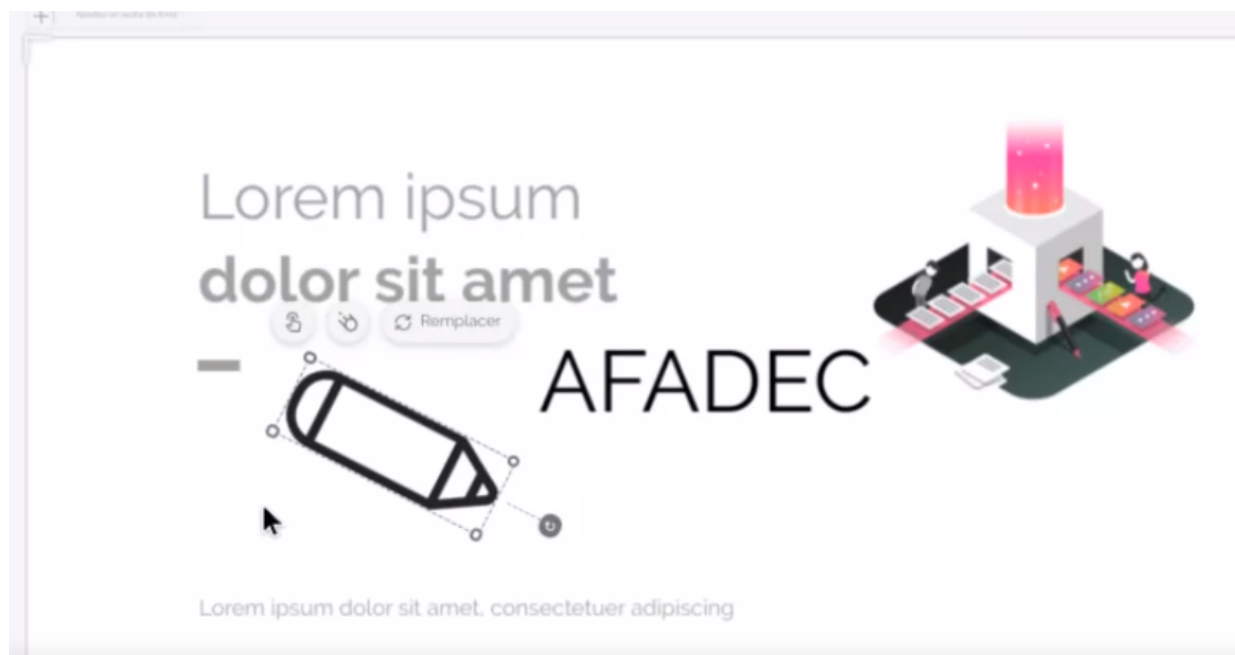 Lorem ipsum
dolor sit amet
Remplacer
AFADEC
Lorem ipsum dolor sit amet, consectetuer adipiscing